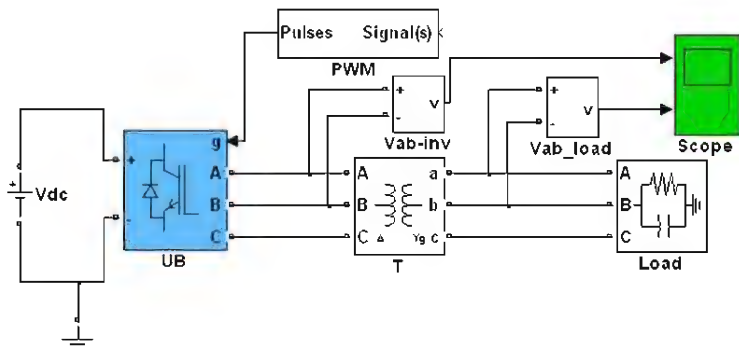 Pulses Signal(s)
PWM
+
-
v
Vab-inv
+
-
v
Vab_load
Scope
g
+
-
A
B
C
UB
+
Vdc
A
B
C
Δ
a
b
Yg c
T
A
B
C
Load